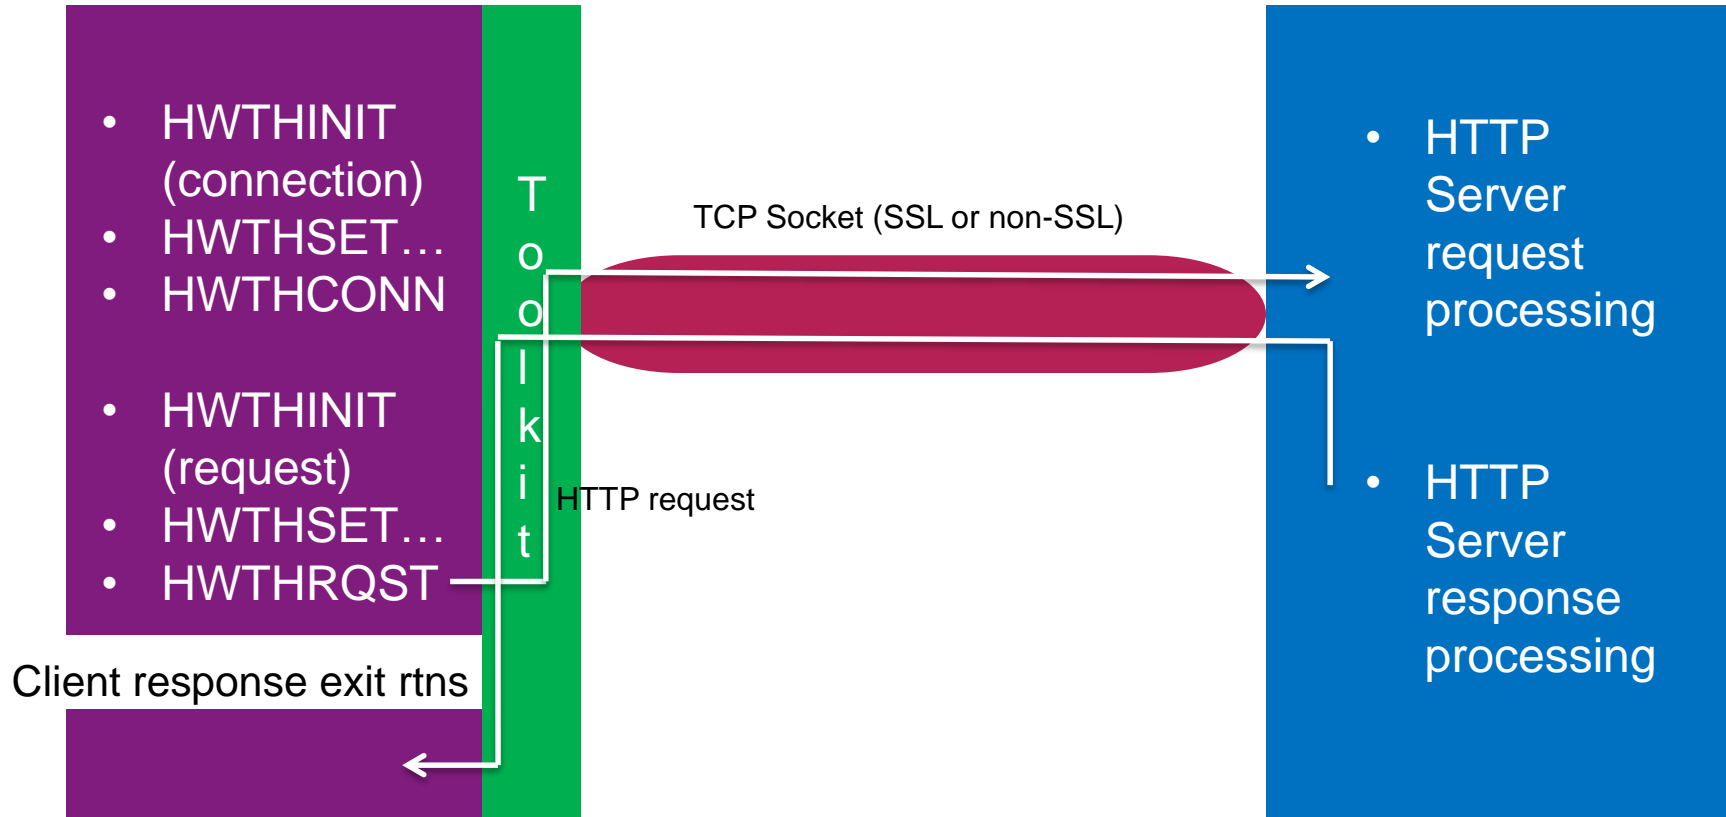 • HWTHINIT
(connection)
• HWTHSET…
• HWTHCONN
• HWTHINIT
(request)
• HWTHSET…
• HWTHRQST
Client response exit rtns
T
o
o
l
k
i
t
TCP Socket (SSL or non-SSL)
HTTP request
• HTTP
Server
request
processing
• HTTP
Server
response
processing